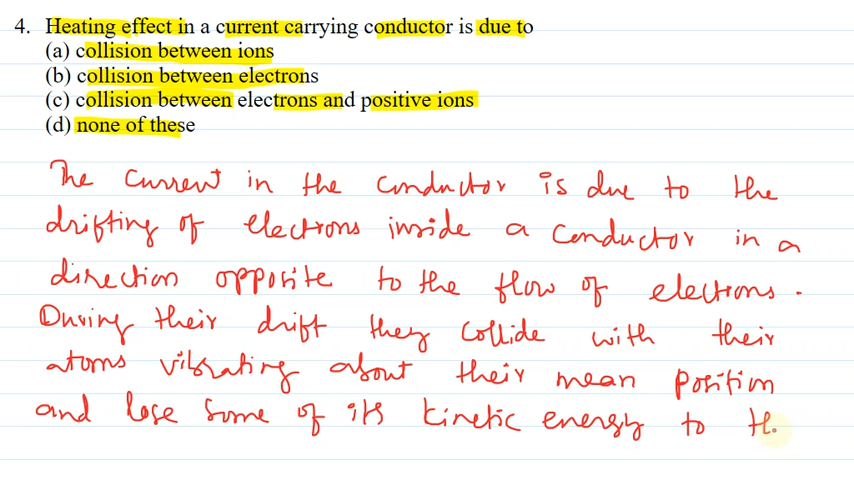 4. Heating effect in a current carrying conductor is due to
(a) collision between ions
(b) collision between electrons
(c) collision between electrons and positive ions
(d) none of these
The current in the conductor is due to the
drifting of electrons inside a conductor in a
direction opposite to the flow of electrons.
During their drift they collide with their
atoms vibrating about their mean position
and lose some of its kinetic energy to th